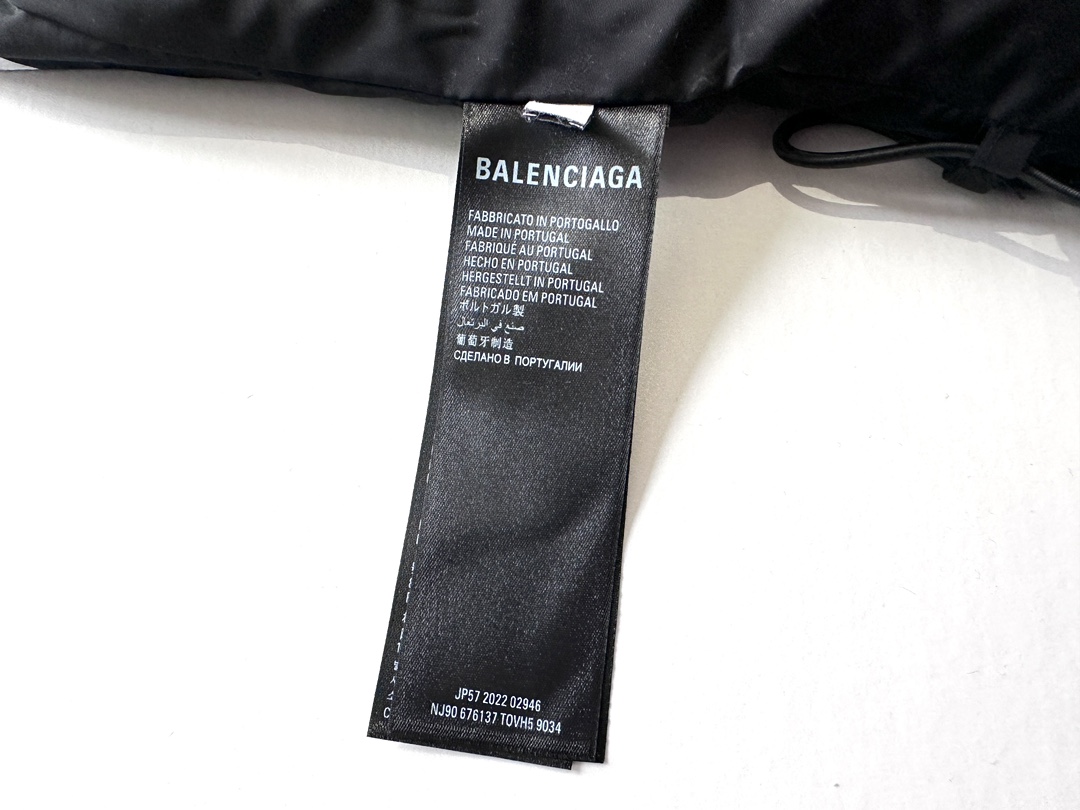 BALENCIAGA
FABBRICATO IN PORTOGALLO
MADE IN PORTUGAL
FABRIQUÉ AU PORTUGAL
HECHO EN PORTUGAL
HERGESTELLT IN PORTUGAL
FABRICADO EM PORTUGAL
ポルトガル製
صنع في البرتغال
葡萄牙制造
СДЕЛАНО В ПОРТУГАЛИИ
JP57 2022 02946
NJ90 676137 TOVH5 9034